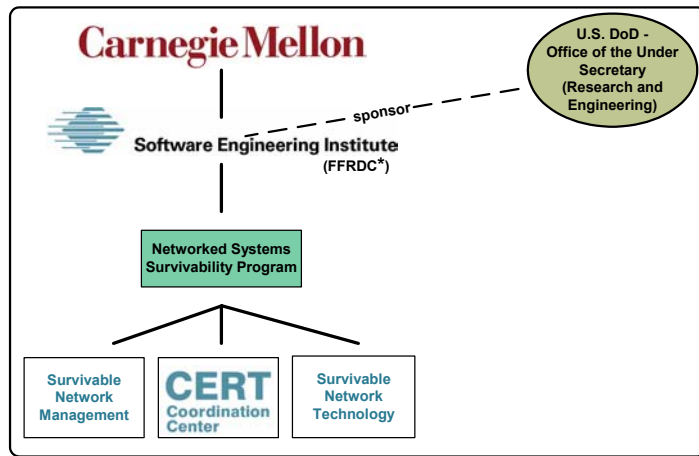 Carnegie Mellon
U.S. DoD -
Office of the Under
Secretary
(Research and
Engineering)
sponsor
Software Engineering Institute
(FFRDC*)
Networked Systems
Survivability Program
Survivable
Network
Management
CERT
Coordination
Center
Survivable
Network
Technology